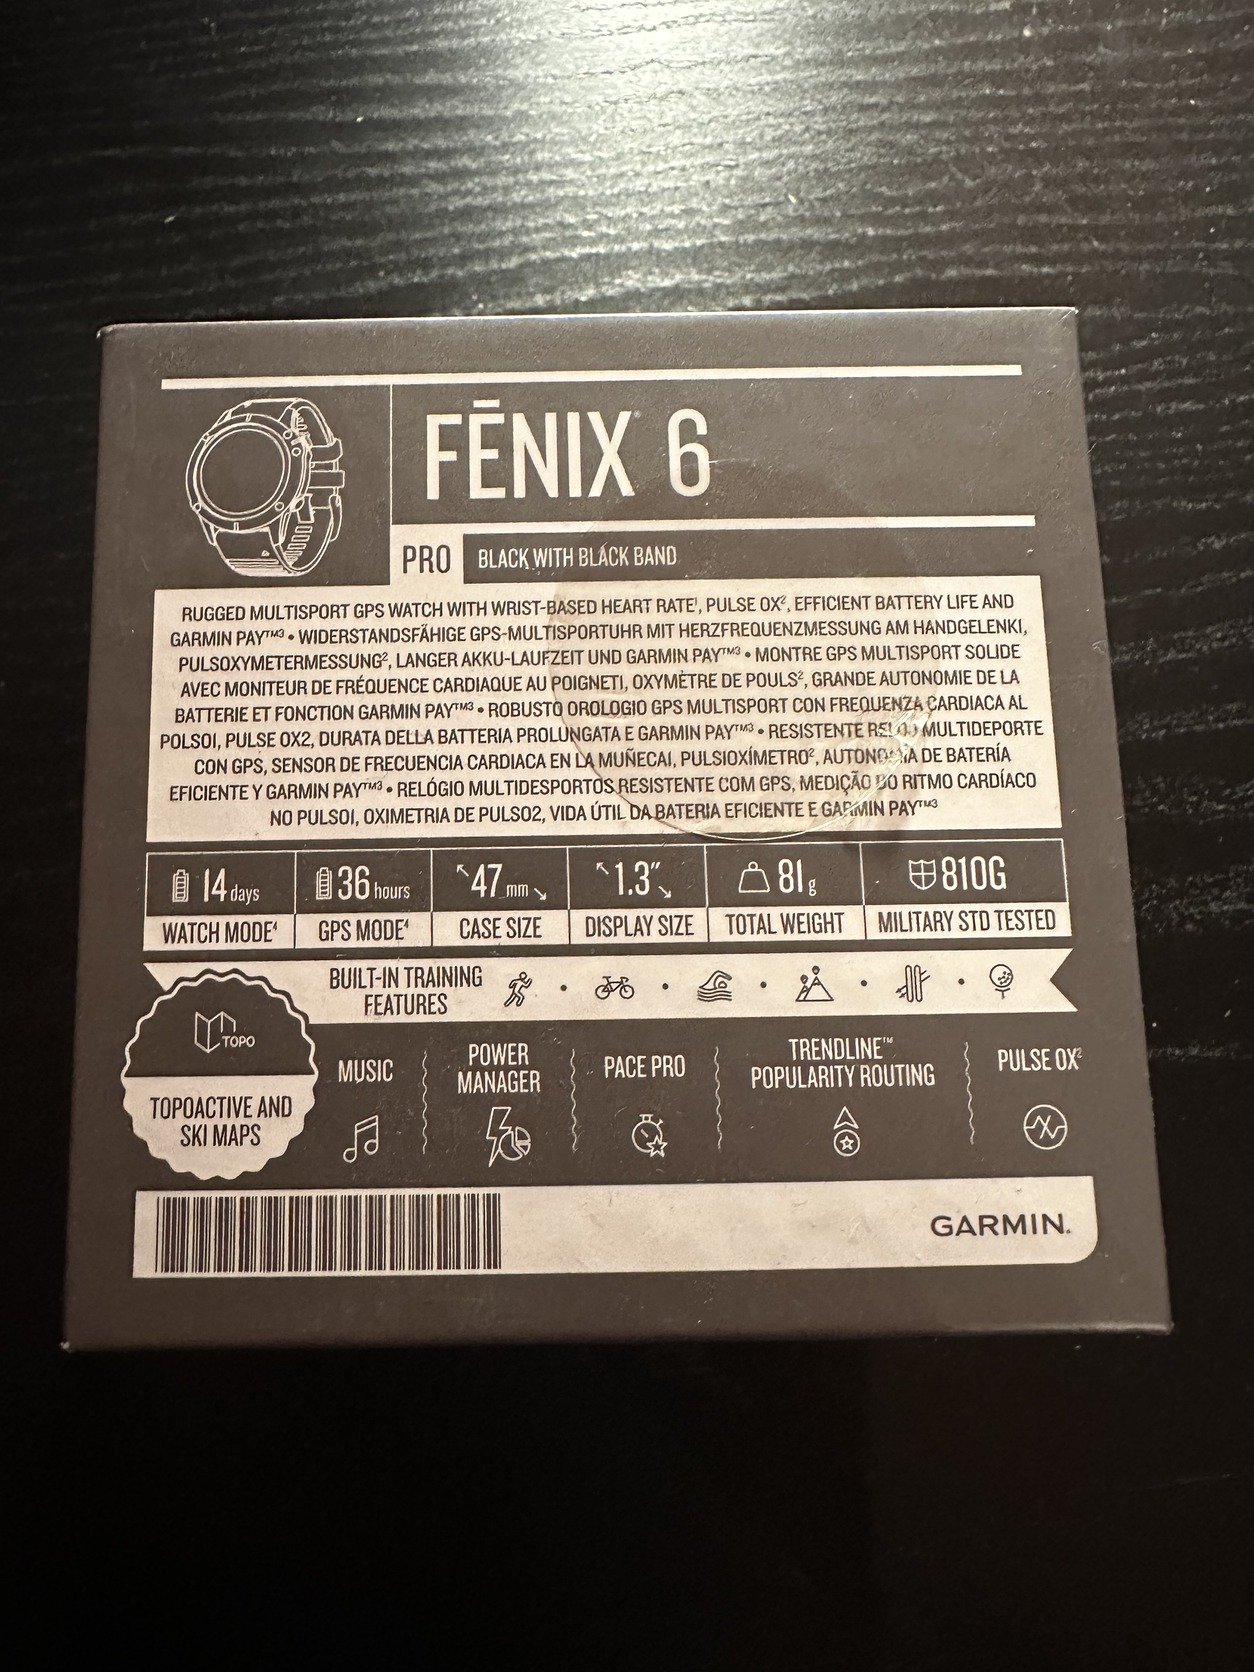 FĒNIX® 6
PRO
BLACK WITH BLACK BAND
RUGGED MULTISPORT GPS WATCH WITH WRIST-BASED HEART RATE¹, PULSE OX², EFFICIENT BATTERY LIFE AND
GARMIN PAY™³ • WIDERSTANDSFÄHIGE GPS-MULTISPORTUHR MIT HERZFREQUENZMESSUNG AM HANDGELENK1,
PULSOXYMETERMESSUNG², LANGER AKKU-LAUFZEIT UND GARMIN PAY™³ • MONTRE GPS MULTISPORT SOLIDE
AVEC MONITEUR DE FRÉQUENCE CARDIAQUE AU POIGNET1, OXYMÈTRE DE POULS², GRANDE AUTONOMIE DE LA
BATTERIE ET FONCTION GARMIN PAY™³ • ROBUSTO OROLOGIO GPS MULTISPORT CON FREQUENZA CARDIACA AL
POLSO1, PULSE OX2, DURATA DELLA BATTERIA PROLUNGATA E GARMIN PAY™³ • RESISTENTE RELOJ MULTIDEPORTE
CON GPS, SENSOR DE FRECUENCIA CARDIACA EN LA MUÑECA1, PULSIOXÍMETRO², AUTONOMÍA DE BATERÍA
EFICIENTE Y GARMIN PAY™³ • RELÓGIO MULTIDESPORTOS RESISTENTE COM GPS, MEDIÇÃO DO RITMO CARDÍACO
NO PULSO1, OXIMETRIA DE PULSO2, VIDA ÚTIL DA BATERIA EFICIENTE E GARMIN PAY™³
14 days
WATCH MODE⁴
36 hours
GPS MODE⁴
47 mm
CASE SIZE
1.3″
DISPLAY SIZE
81 g
TOTAL WEIGHT
810G
MILITARY STD TESTED
BUILT-IN TRAINING
FEATURES
TOPO
TOPOACTIVE AND
SKI MAPS
MUSIC
POWER
MANAGER
PACE PRO
TRENDLINE™
POPULARITY ROUTING
PULSE OX²
GARMIN.